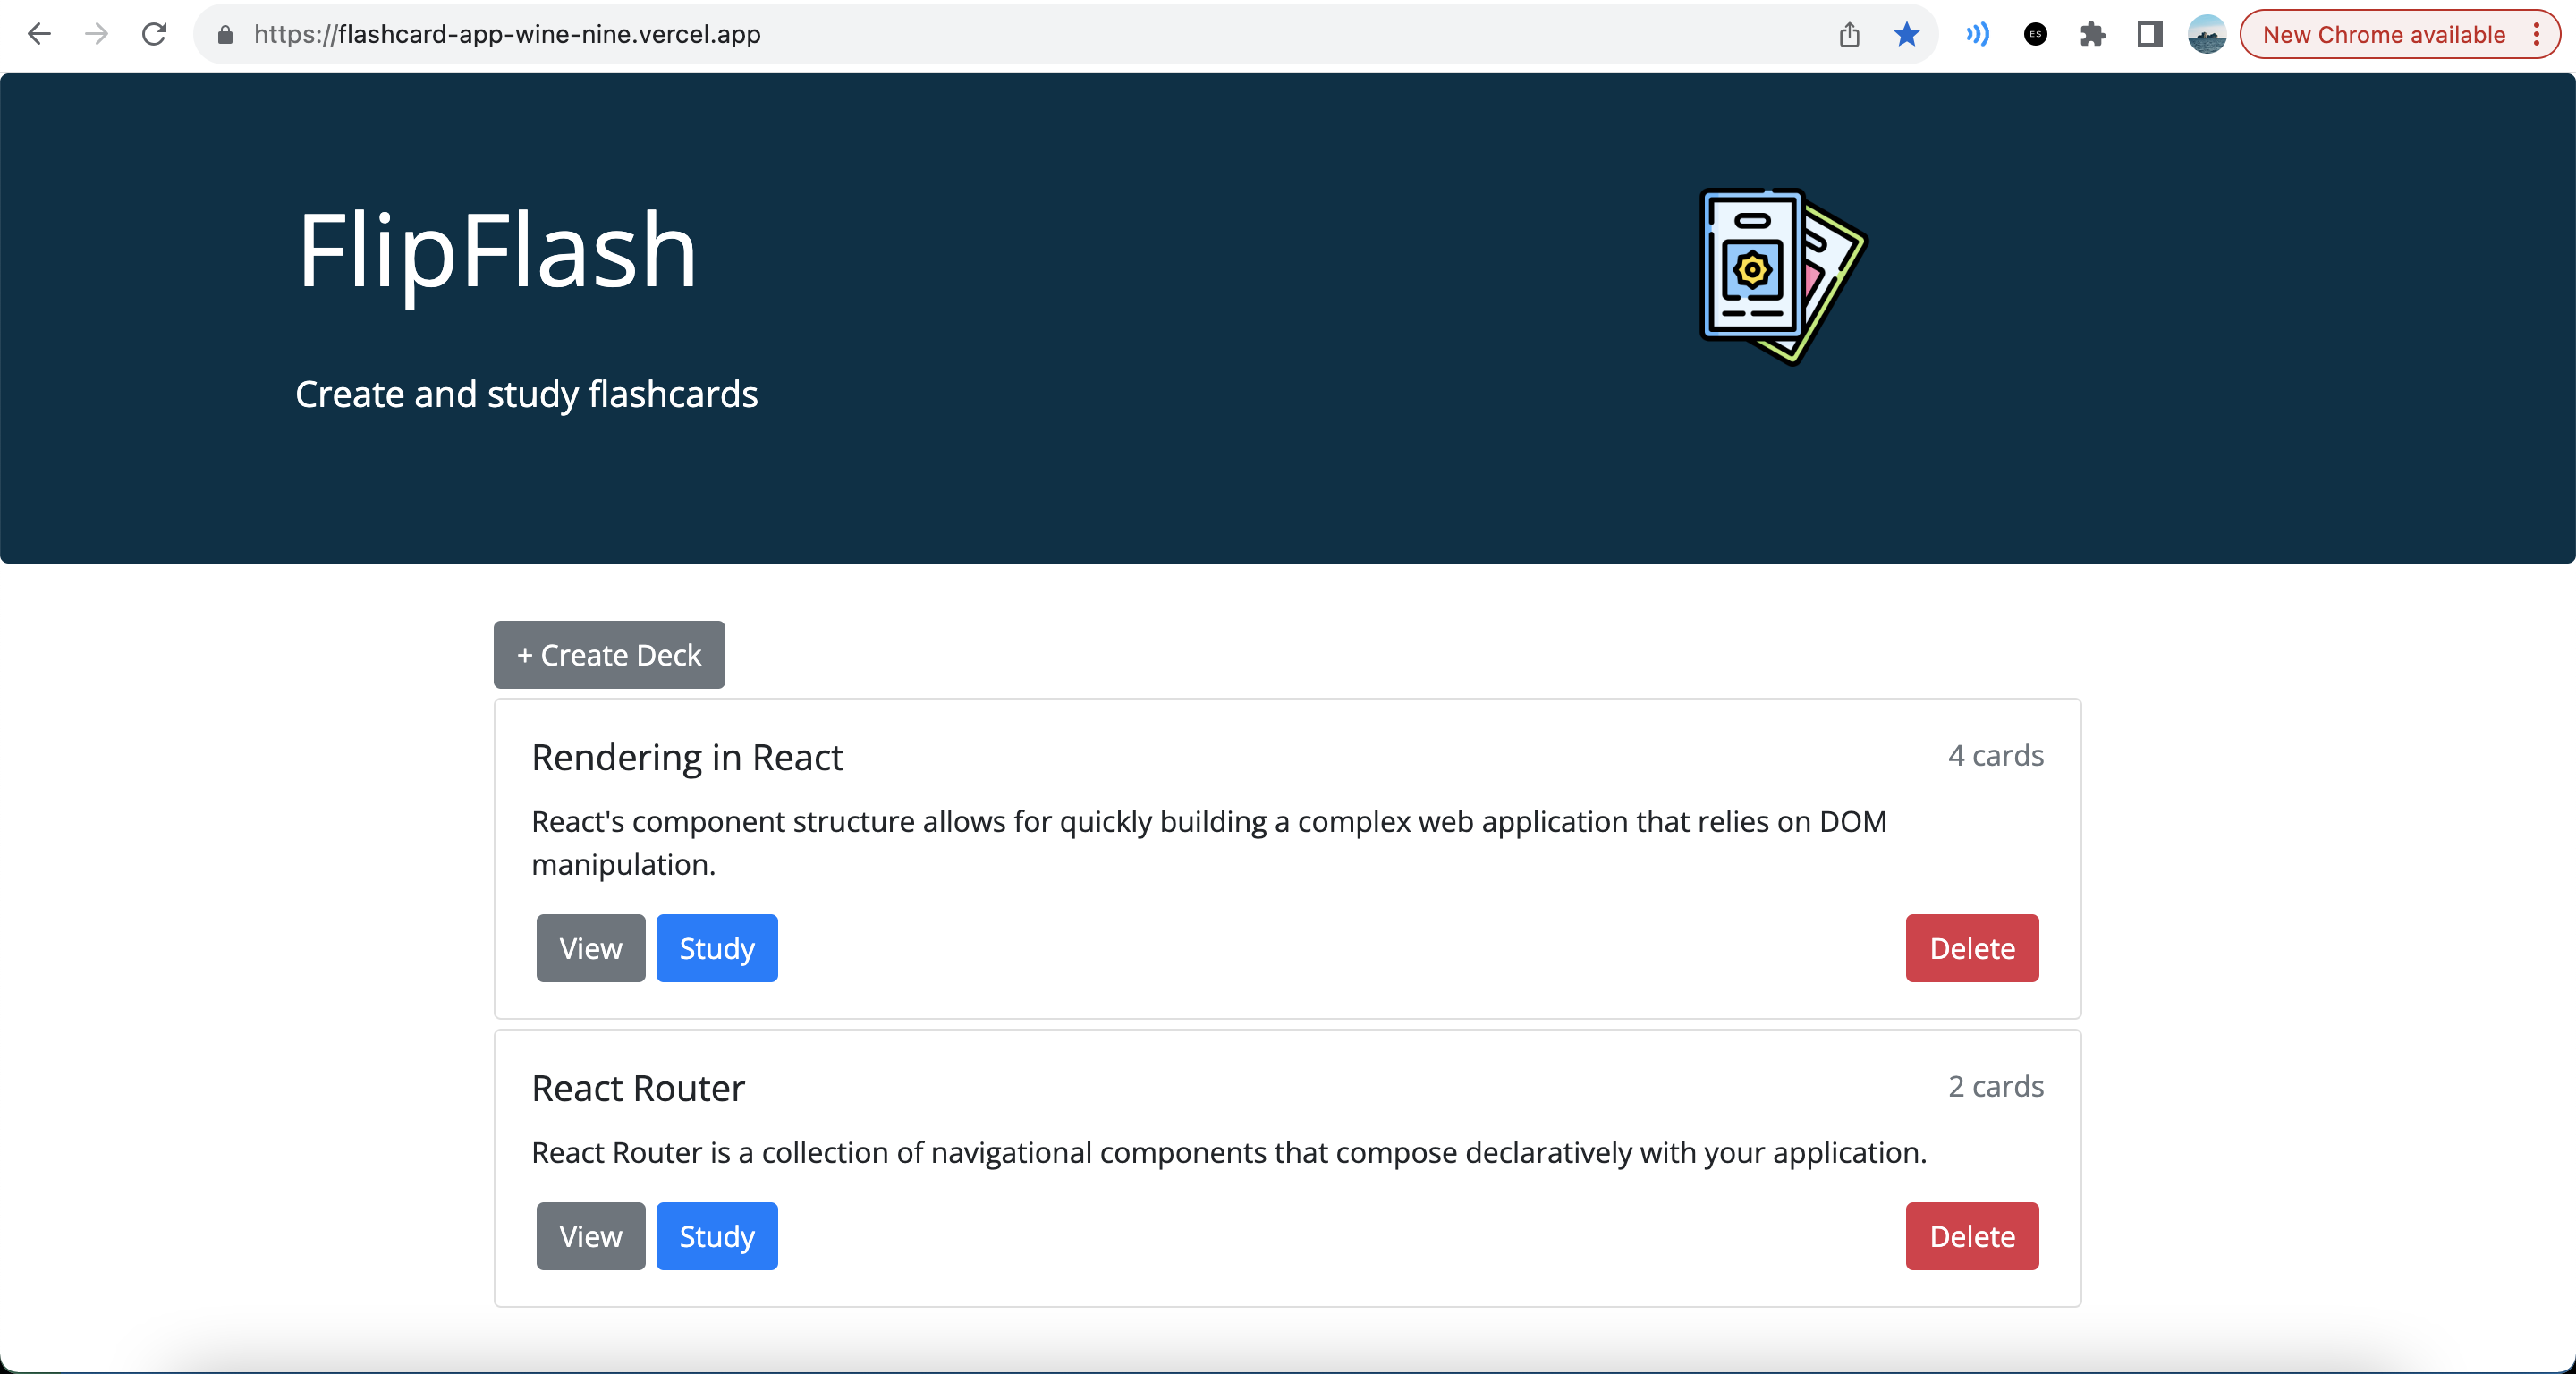 https://flashcard-app-wine-nine.vercel.app
ES
New Chrome available
FlipFlash
Create and study flashcards
+ Create Deck
Rendering in React
4 cards
React's component structure allows for quickly building a complex web application that relies on DOM
manipulation.
View
Study
Delete
React Router
2 cards
React Router is a collection of navigational components that compose declaratively with your application.
View
Study
Delete